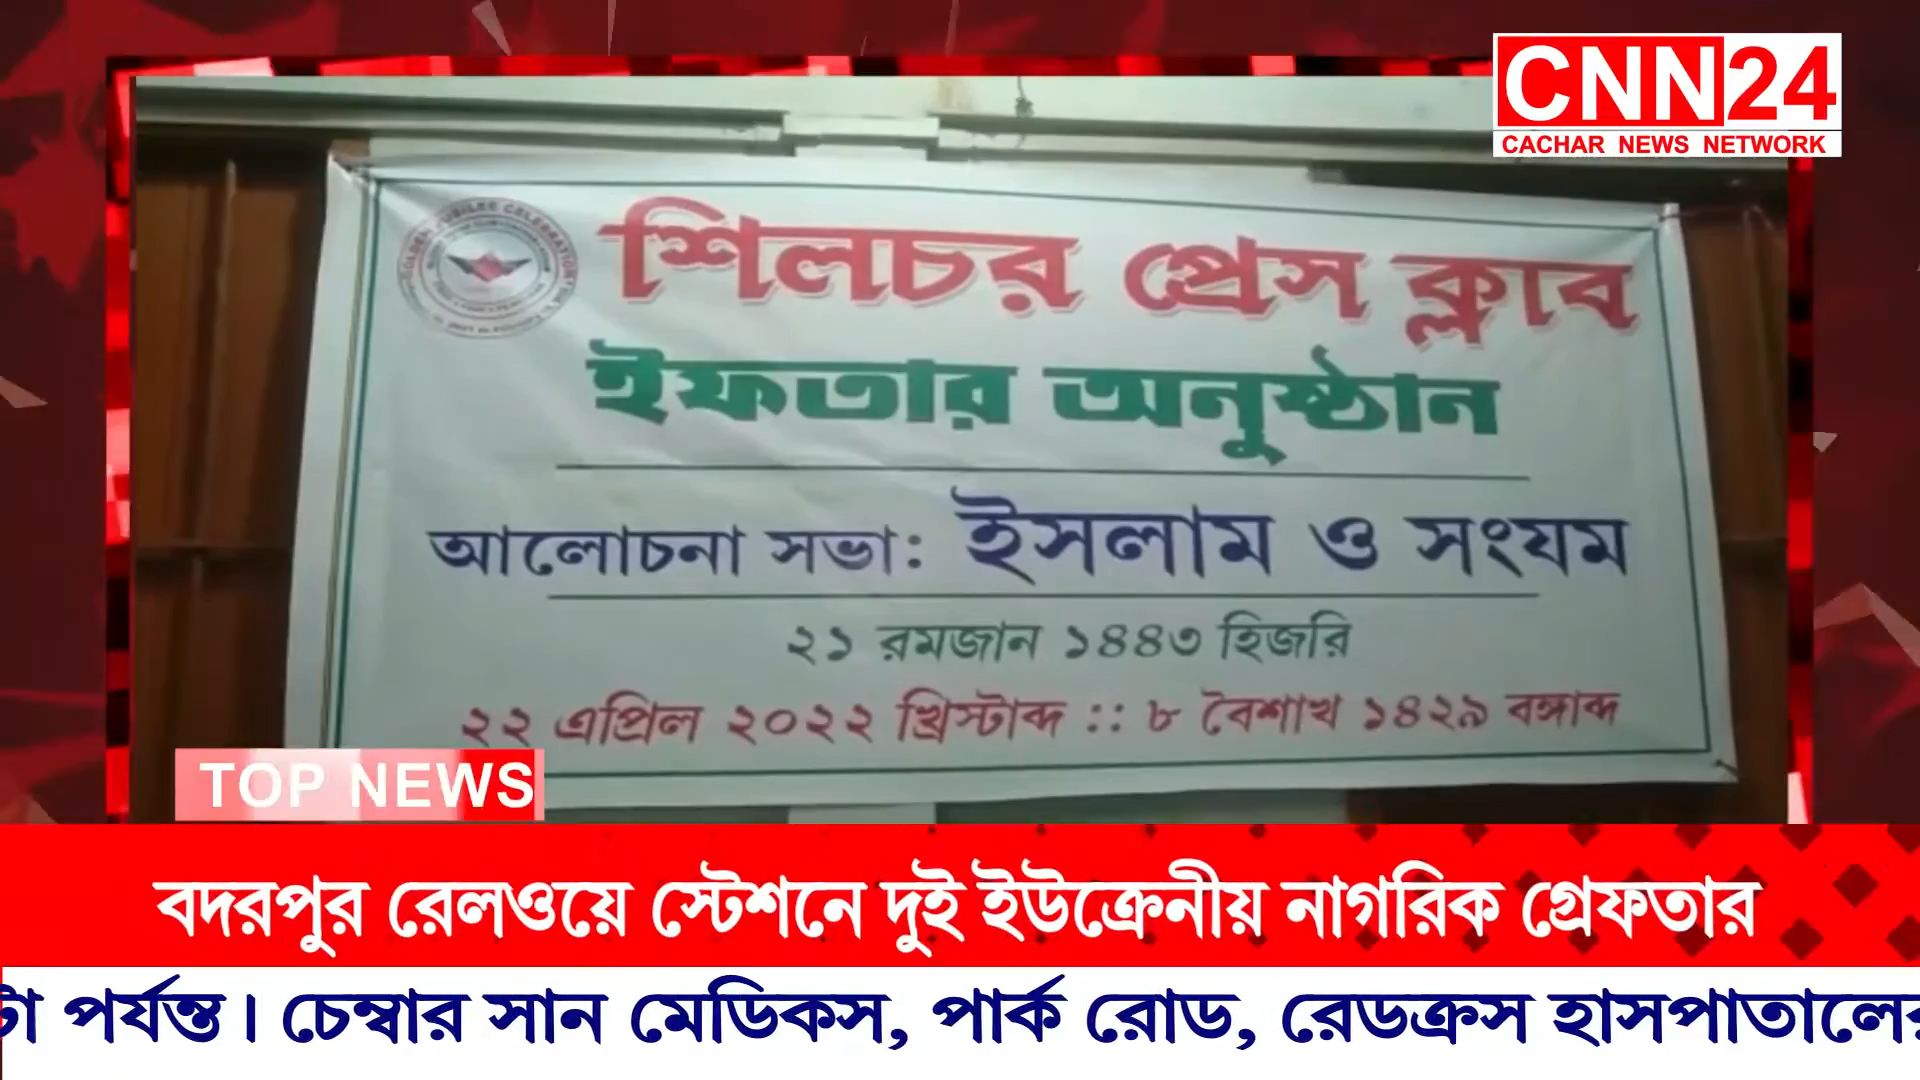 CNN24
CACHAR NEWS NETWORK
শিলচর প্রেস ক্লাব
ইফতার অনুষ্ঠান
আলোচনা সভা: ইসলাম ও সংযম
২১ রমজান ১৪৪৩ হিজরি
২২ এপ্রিল ২০২২ খ্রিস্টাব্দ :: ৮ বৈশাখ ১৪২৯ বঙ্গাব্দ
TOP NEWS
বদরপুর রেলওয়ে স্টেশনে দুই ইউক্রেনীয় নাগরিক গ্রেফতার
পর্যন্ত। চেম্বার সান মেডিকস, পার্ক রোড, রেডক্রস হাসপাতালের